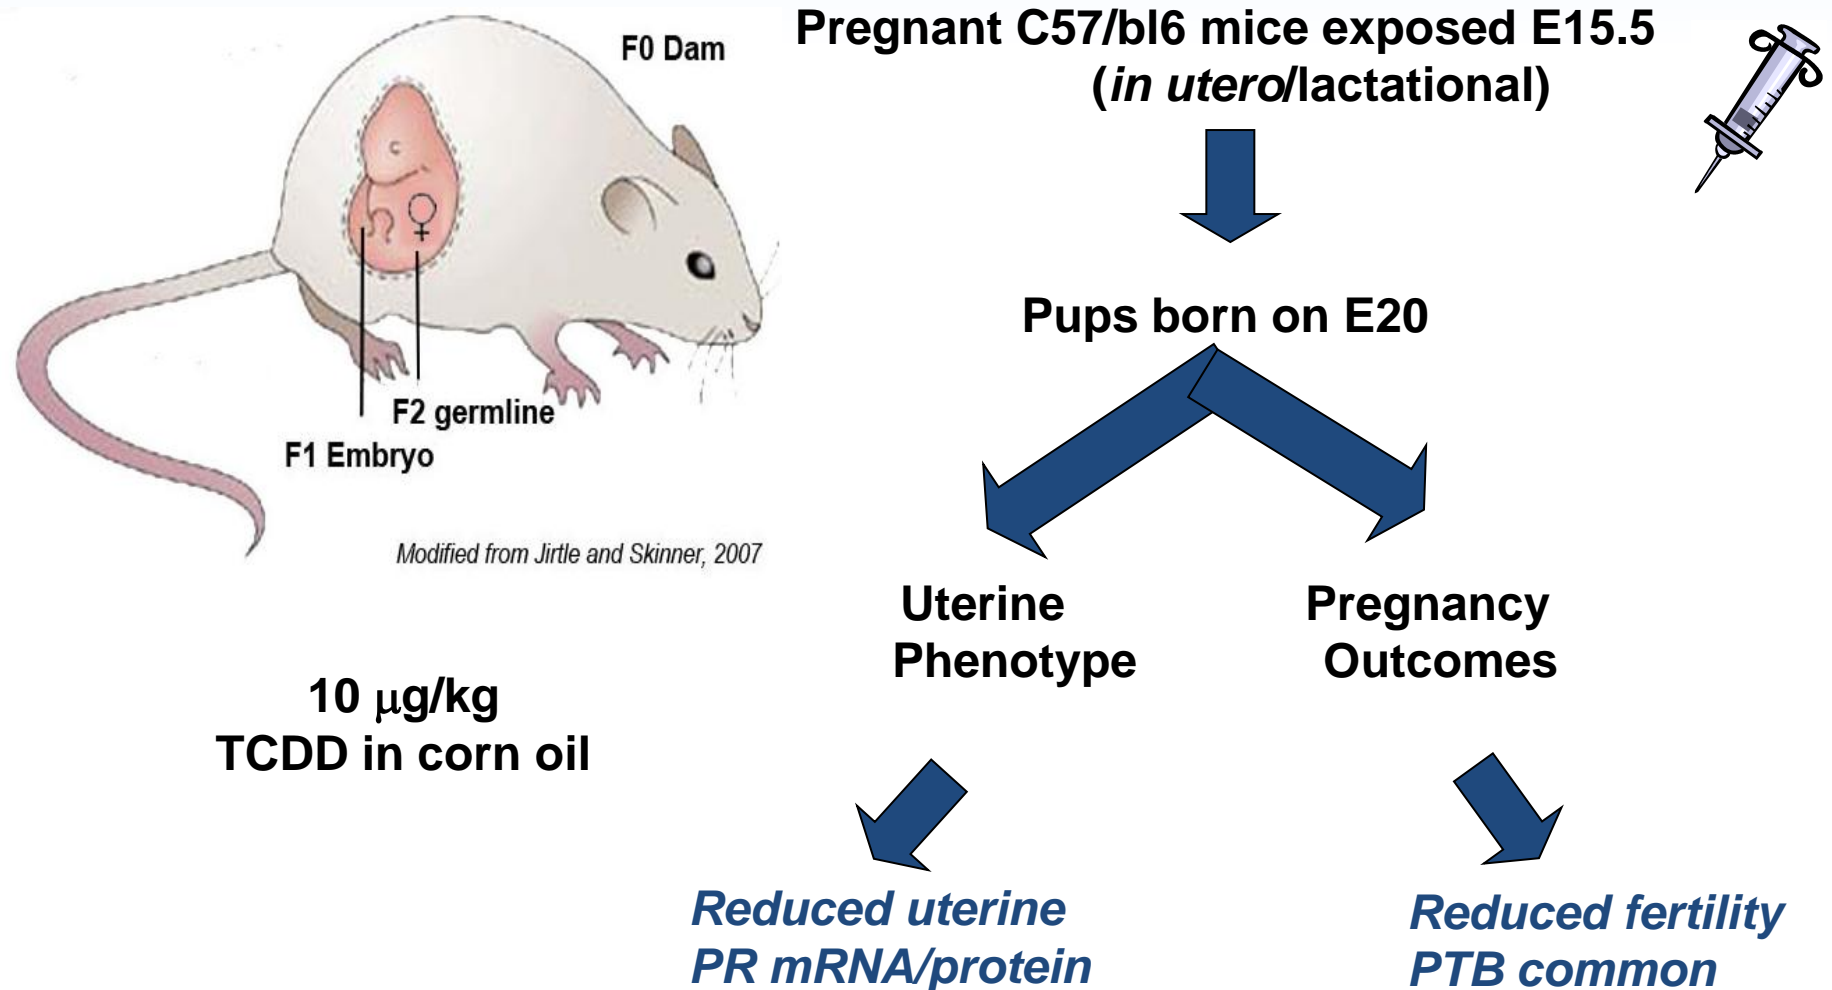 F0 Dam
F2 germline
F1 Embryo
Modified from Jirtle and Skinner, 2007
10 μg/kg
TCDD in corn oil
Pregnant C57/bl6 mice exposed E15.5
(in utero/lactational)
Pups born on E20
Uterine
Phenotype
Pregnancy
Outcomes
Reduced uterine
PR mRNA/protein
Reduced fertility
PTB common